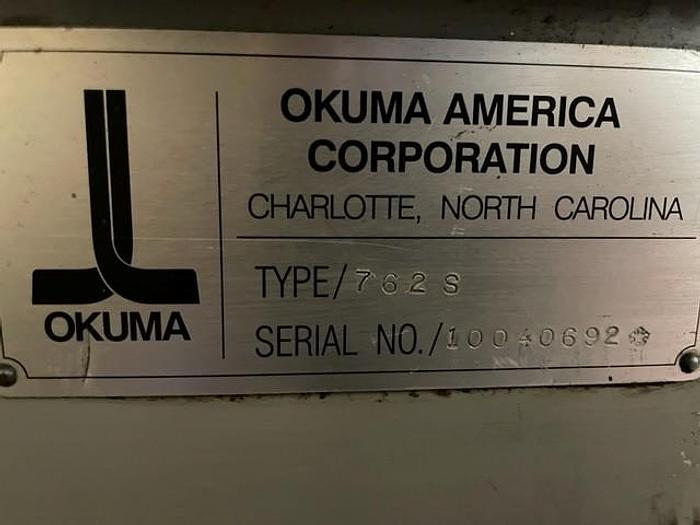 OKUMA AMERICA
CORPORATION
CHARLOTTE, NORTH CAROLINA
TYPE/762S
SERIAL NO./10040692
OKUMA